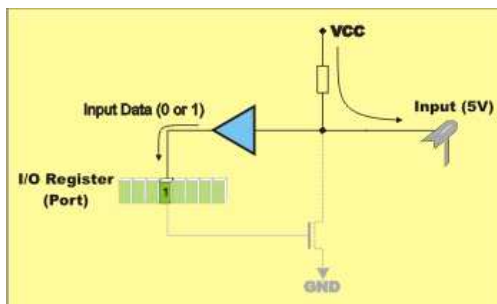 VCC
Input Data (0 or 1)
Input (5V)
I/O Register
(Port)
1
GND